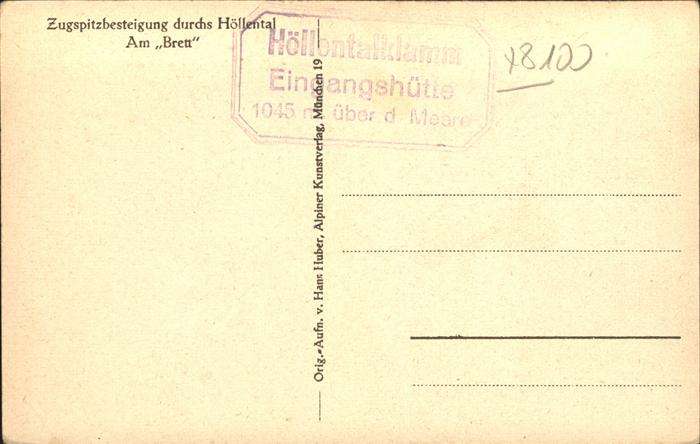 Zugspitzbesteigung durchs Höllental
Am „Brett“
Höllentalklamm
Eingangshütte
1045 m über d. Meere
x8100
Orig.-Aufn. v. Hans Huber, Alpiner Kunstverlag, München 19